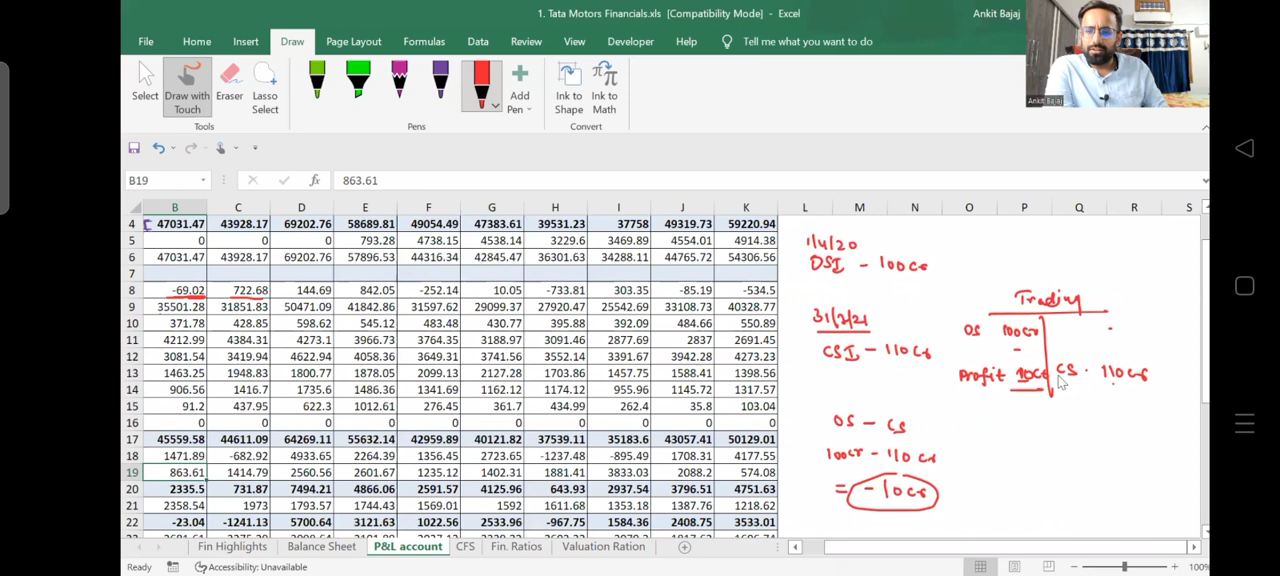 1. Tata Motors Financials.xls [Compatibility Mode] - Excel
Ankit Bajaj
File Home Insert Draw Page Layout Formulas Data Review View Developer Help Tell me what you want to do
Select
Draw with Touch
Eraser
Lasso Select
Add Pen
Ink to Shape
Ink to Math
Tools
Pens
Convert
Ankit Bajaj
B19 fx 863.61
B C D E F G H I J K L M N O P Q R S
4 47031.47 43928.17 69202.76 58689.81 49054.49 47383.61 39531.23 37758 49319.73 59220.94
5 0 0 0 793.28 4738.15 4538.14 3229.6 3469.89 4554.01 4914.38
6 47031.47 43928.17 69202.76 57896.53 44316.34 42845.47 36301.63 34288.11 44765.72 54306.56
7
8 -69.02 722.68 144.69 842.05 -252.14 10.05 -733.81 303.35 -85.19 -534.5
9 35501.28 31851.83 50471.09 41842.86 31597.62 29099.37 27920.47 25542.69 33108.73 40328.77
10 371.78 428.85 598.62 545.12 483.48 430.77 395.88 392.09 484.66 550.89
11 4212.99 4384.31 4273.1 3966.73 3764.35 3188.97 3091.46 2877.69 2837 2691.45
12 3081.54 3419.94 4622.94 4058.36 3649.31 3741.56 3552.14 3391.67 3942.28 4273.23
13 1463.25 1948.83 1800.77 1878.05 2099.19 2127.28 1703.86 1457.75 1588.41 1398.56
14 906.56 1416.7 1735.6 1486.36 1341.69 1162.12 1174.12 955.96 1145.72 1317.57
15 91.2 437.95 622.3 1012.61 276.45 361.7 434.99 262.4 35.8 103.04
16 0 0 0 0 0 0 0 0 0 0
17 45559.58 44611.09 64269.11 55632.14 42959.89 40121.82 37539.11 35183.6 43057.41 50129.01
18 1471.89 -682.92 4933.65 2264.39 1356.45 2723.65 -1237.48 -895.49 1708.31 4177.55
19 863.61 1414.79 2560.56 2601.67 1235.12 1402.31 1881.41 3833.03 2088.2 574.08
20 2335.5 731.87 7494.21 4866.06 2591.57 4125.96 643.93 2937.54 3796.51 4751.63
21 2358.54 1973 1793.57 1744.43 1569.01 1592 1611.68 1353.18 1387.76 1218.62
22 -23.04 -1241.13 5700.64 3121.63 1022.56 2533.96 -967.75 1584.36 2408.75 3533.01
1/4/20
OSI - 100cr
31/3/21
CSI - 110cr
OS - CS
100cr - 110cr
= -10cr
Trading
OS 100cr
Profit 10cr CS 110cr
Fin Highlights Balance Sheet P&L account CFS Fin. Ratios Valuation Ration
Ready Accessibility: Unavailable 100%